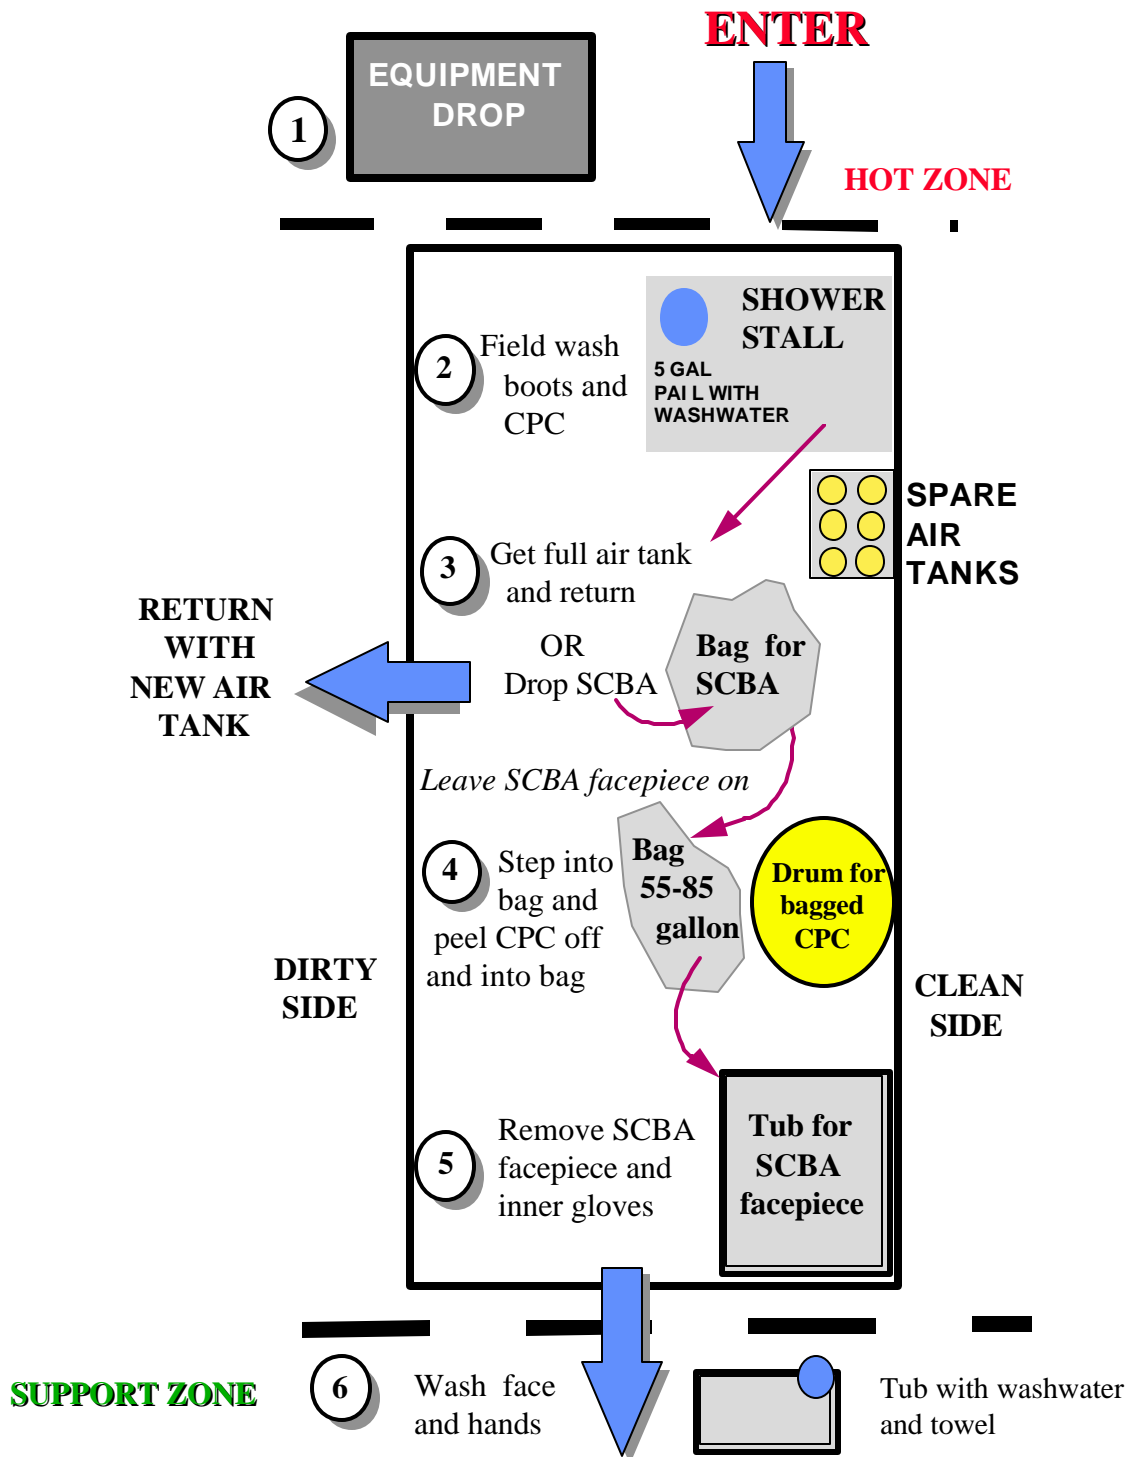 ENTER
EQUIPMENT
DROP
1
HOT ZONE
SHOWER
STALL
5 GAL
PAI L WITH
WASHWATER
2
Field wash
boots and
CPC
SPARE
AIR
TANKS
3
Get full air tank
and return
OR
Drop SCBA
Bag for
SCBA
RETURN
WITH
NEW AIR
TANK
Leave SCBA facepiece on
4
Step into
bag and
peel CPC off
and into bag
Bag
55-85
gallon
Drum for
bagged
CPC
DIRTY
SIDE
CLEAN
SIDE
5
Remove SCBA
facepiece and
inner gloves
Tub for
SCBA
facepiece
SUPPORT ZONE
6
Wash face
and hands
Tub with washwater
and towel